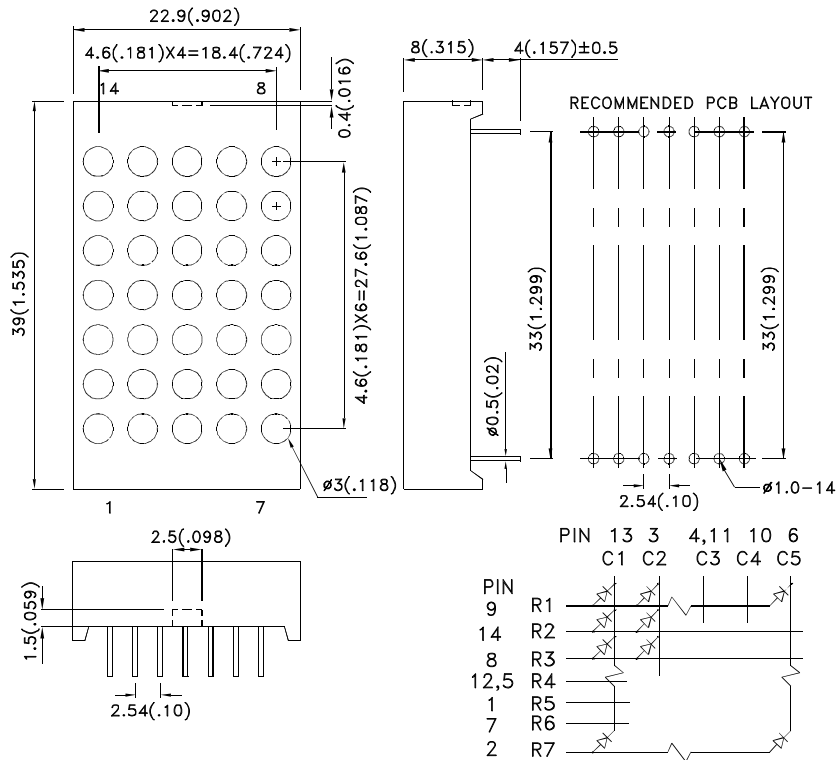 22.9(.902)
4.6(.181)X4=18.4(.724)
14 8
0.4(.016)
39(1.535)
4.6(.181)X6=27.6(1.087)
ø3(.118)
1 7
8(.315) 4(.157)±0.5
33(1.299)
ø0.5(.02)
RECOMMENDED PCB LAYOUT
33(1.299)
2.54(.10)
ø1.0-14
2.5(.098)
1.5(.059)
2.54(.10)
PIN 13 3 4,11 10 6
C1 C2 C3 C4 C5
PIN
9 R1
14 R2
8 R3
12,5 R4
1 R5
7 R6
2 R7